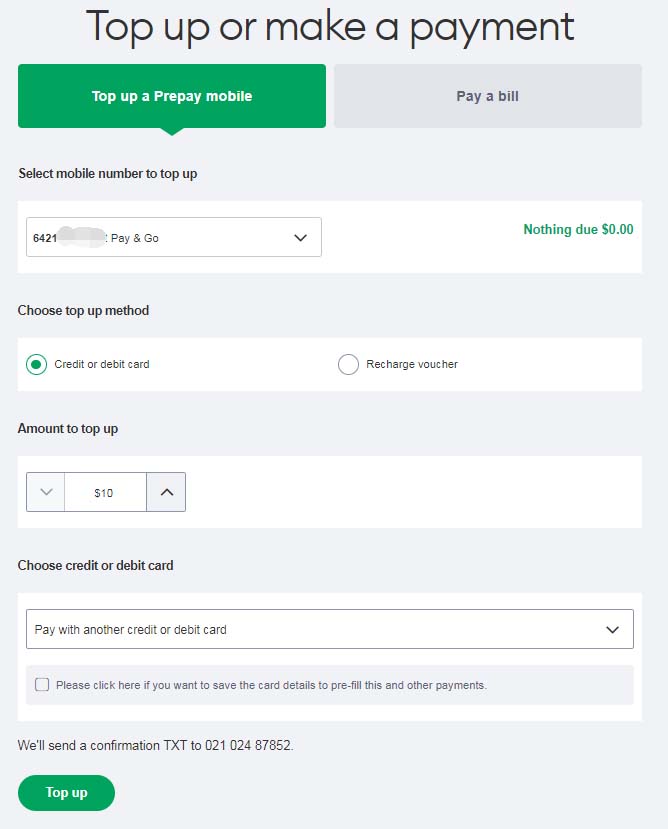 Top up or make a payment
Top up a Prepay mobile
Pay a bill
Select mobile number to top up
6421 : Pay & Go
Nothing due $0.00
Choose top up method
Credit or debit card
Recharge voucher
Amount to top up
$10
Choose credit or debit card
Pay with another credit or debit card
Please click here if you want to save the card details to pre-fill this and other payments.
We'll send a confirmation TXT to 021 024 87852.
Top up